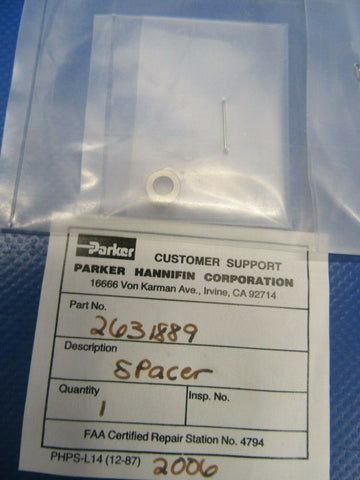 Parker
CUSTOMER SUPPORT
PARKER HANNIFIN CORPORATION
16666 Von Karman Ave., Irvine, CA 92714
Part No.
2631889
Description
Spacer
Quantity
1
Insp. No.
FAA Certified Repair Station No. 4794
PHPS-L14 (12-87)
2006